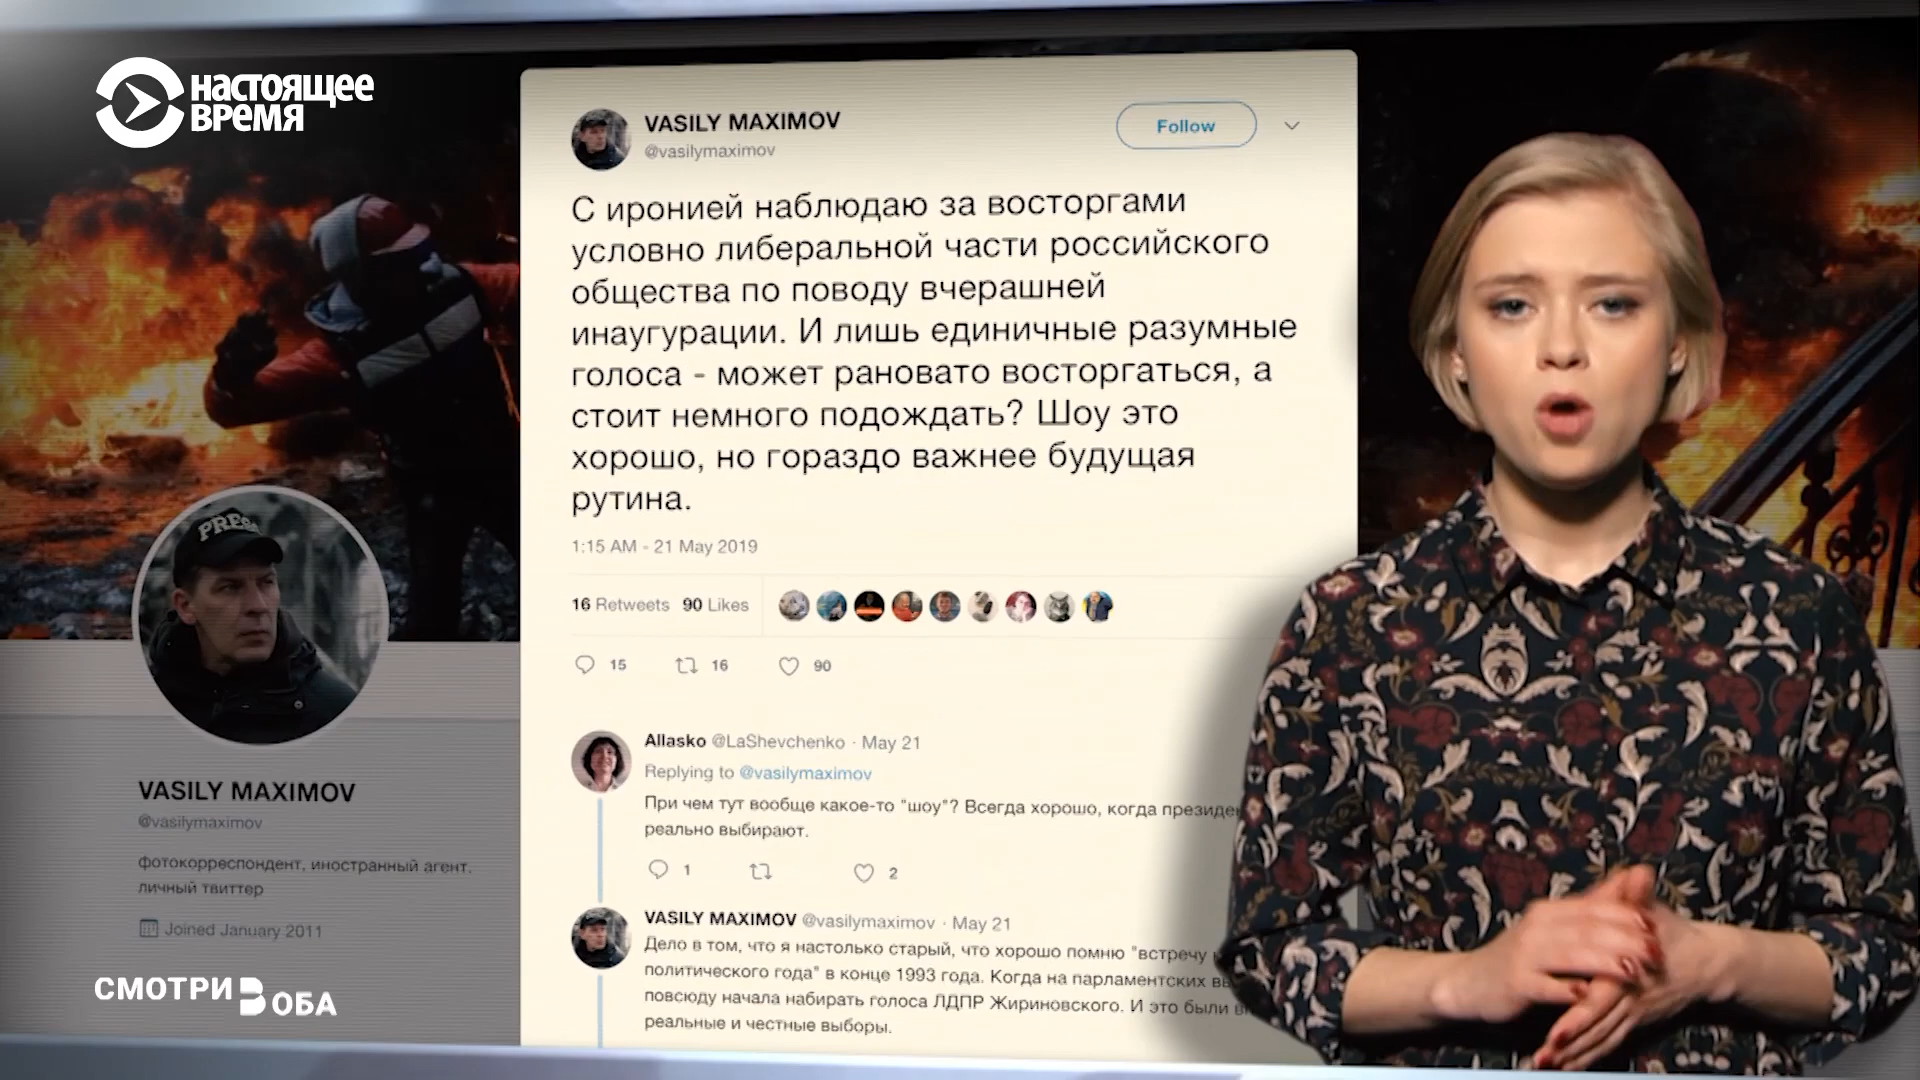 НАСТОЯЩЕЕ
ВРЕМЯ
VASILY MAXIMOV
@vasilymaximov
Follow
С иронией наблюдаю за восторгами
условно либеральной части российского
общества по поводу вчерашней
инаугурации. И лишь единичные разумные
голоса - может рановато восторгаться, а
стоит немного подождать? Шоу это
хорошо, но гораздо важнее будущая
рутина.
1:15 AM - 21 May 2019
16 Retweets 90 Likes
15 16 90
Allasko @LaShevchenko · May 21
Replying to @vasilymaximov
При чем тут вообще какое-то "шоу"? Всегда хорошо, когда
реально выбирают.
1 2
VASILY MAXIMOV @vasilymaximov · May 21
Дело в том, что я настолько старый, что хорошо помню "встречу
политического года" в конце 1993 года. Когда на парламентских
повсюду начала набирать голоса ЛДПР Жириновского. И это были
реальные и честные выборы.
PRESS
VASILY MAXIMOV
@vasilymaximov
фотокорреспондент, иностранный агент.
личный твиттер
Joined January 2011
СМОТРИ В ОБА